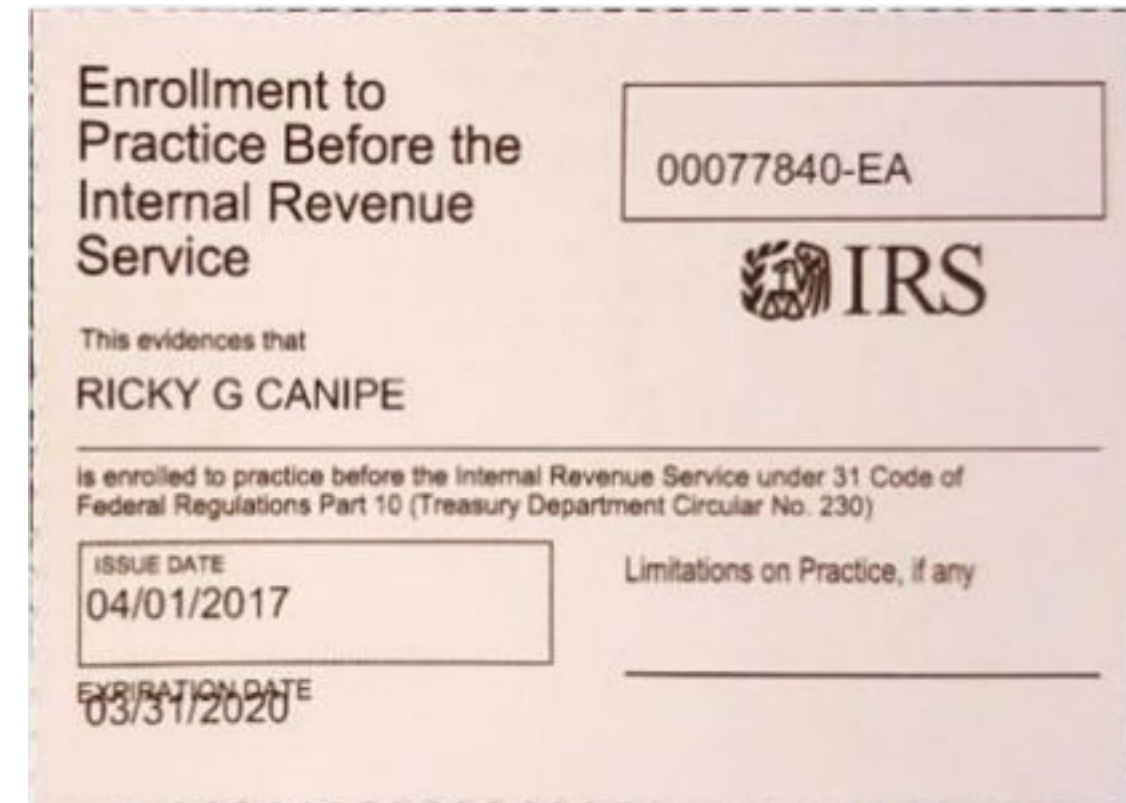 Enrollment to
Practice Before the
Internal Revenue
Service
00077840-EA
IRS
This evidences that
RICKY G CANIPE
is enrolled to practice before the Internal Revenue Service under 31 Code of
Federal Regulations Part 10 (Treasury Department Circular No. 230)
ISSUE DATE
04/01/2017
Limitations on Practice, if any
EXPIRATION DATE
03/31/2020